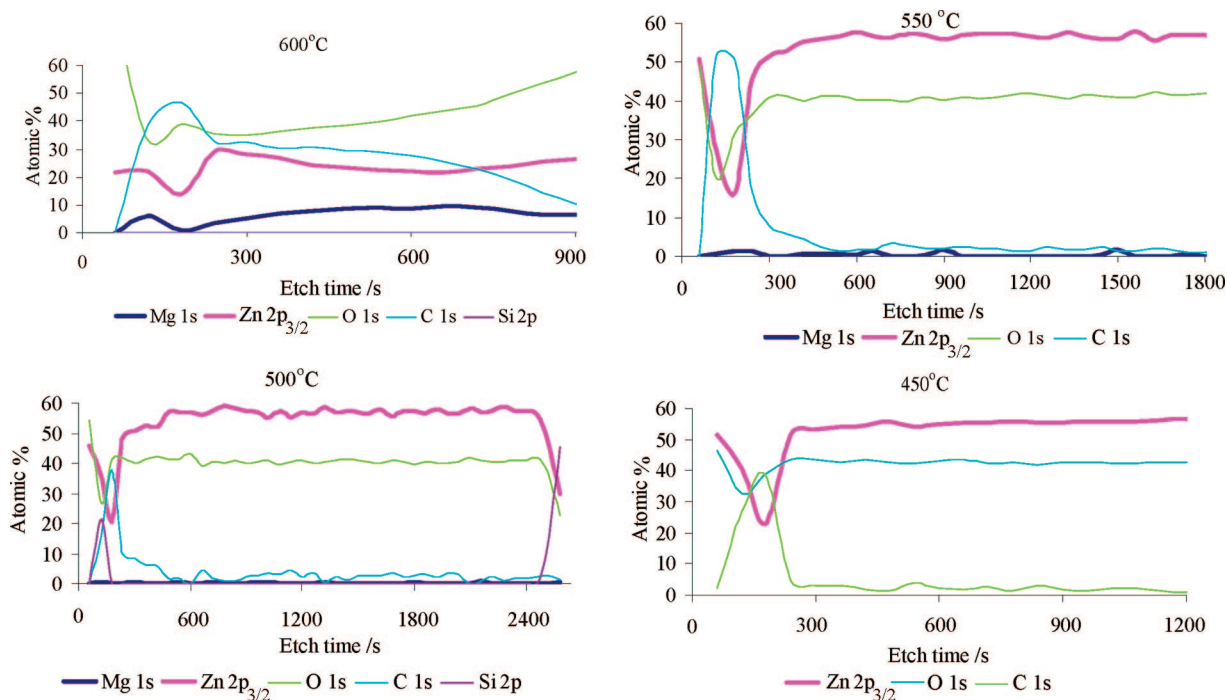 600°C
60
50
40
30
20
10
0
Atomic %
0 300 600 900
Etch time /s
Mg 1s Zn 2p3/2 O 1s C 1s Si 2p
550 °C
60
50
40
30
20
10
0
Atomic %
0 300 600 900 1200 1500 1800
Etch time /s
Mg 1s Zn 2p3/2 O 1s C 1s
500°C
60
50
40
30
20
10
0
Atomic %
0 600 1200 1800 2400
Etch time /s
Mg 1s Zn 2p3/2 O 1s C 1s Si 2p
450°C
60
50
40
30
20
10
0
Atomic %
0 300 600 900 1200
Etch time /s
Zn 2p3/2 O 1s C 1s